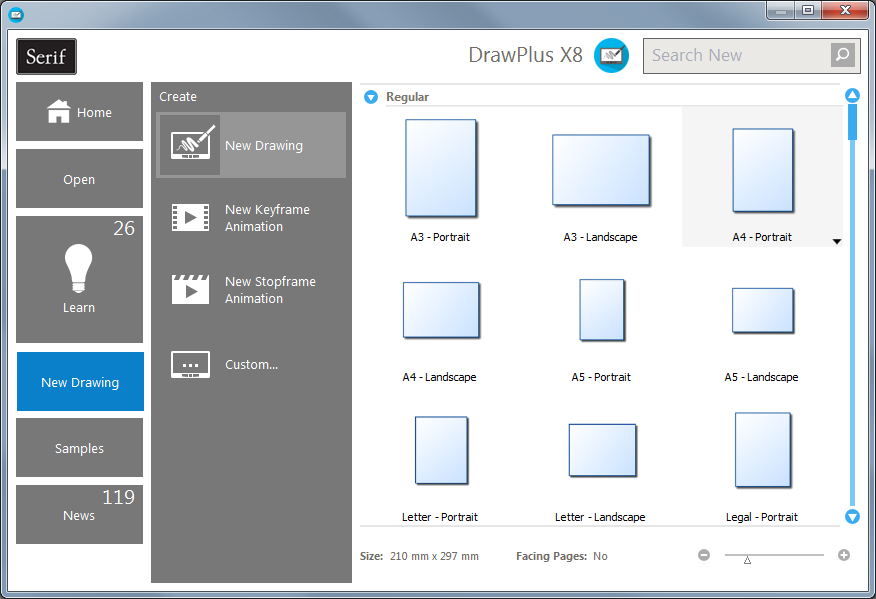 Serif
DrawPlus X8
Search New
Home
Open
26
Learn
New Drawing
Samples
119
News
Create
New Drawing
New Keyframe
Animation
New Stopframe
Animation
Custom...
Regular
A3 - Portrait
A3 - Landscape
A4 - Portrait
A4 - Landscape
A5 - Portrait
A5 - Landscape
Letter - Portrait
Letter - Landscape
Legal - Portrait
Size: 210 mm x 297 mm
Facing Pages: No